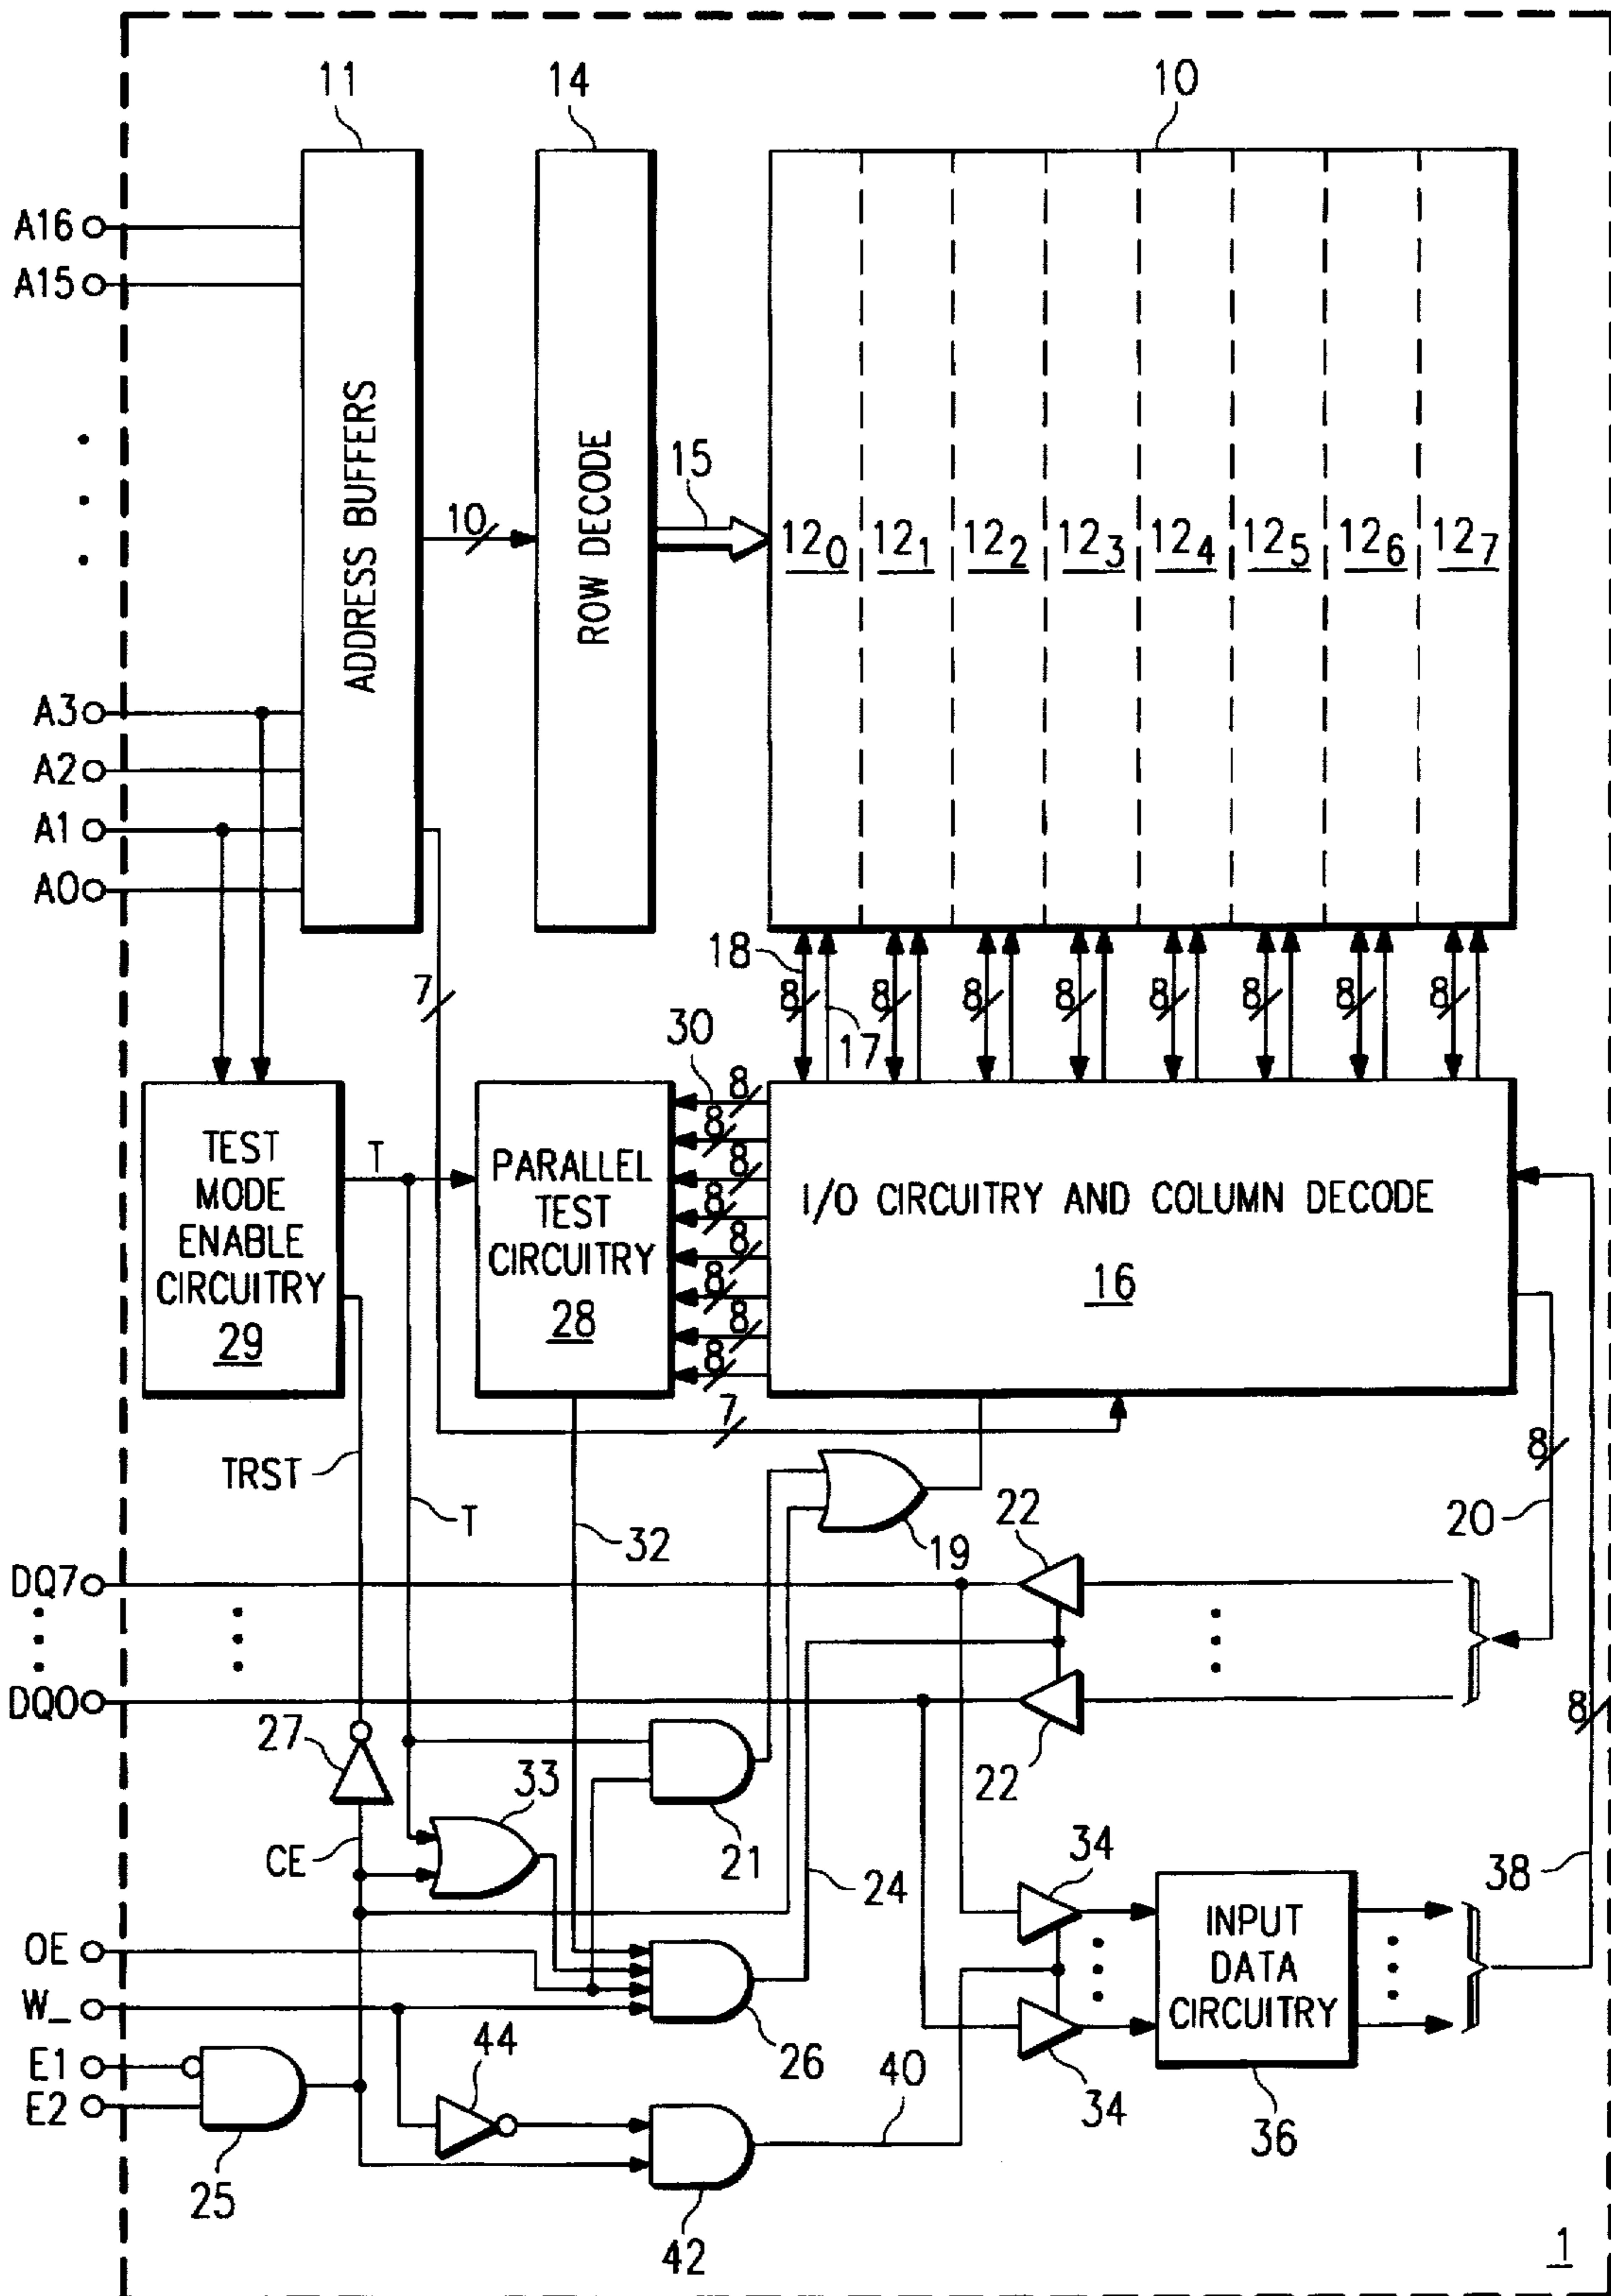 11
14
10
A16
A15
ADDRESS BUFFERS
10
ROW DECODE
15
12₀
12₁
12₂
12₃
12₄
12₅
12₆
12₇
A3
A2
A1
A0
7
18
17
8
8
8
8
8
8
8
8
30
TEST
MODE
ENABLE
CIRCUITRY
29
T
PARALLEL
TEST
CIRCUITRY
28
8
8
8
8
8
8
8
8
I/O CIRCUITRY AND COLUMN DECODE
16
7
TRST
T
32
19
22
8
20
DQ7
DQ0
27
22
8
33
21
CE
24
34
38
INPUT
DATA
CIRCUITRY
OE
W_
26
E1
E2
44
40
34
36
25
42
1